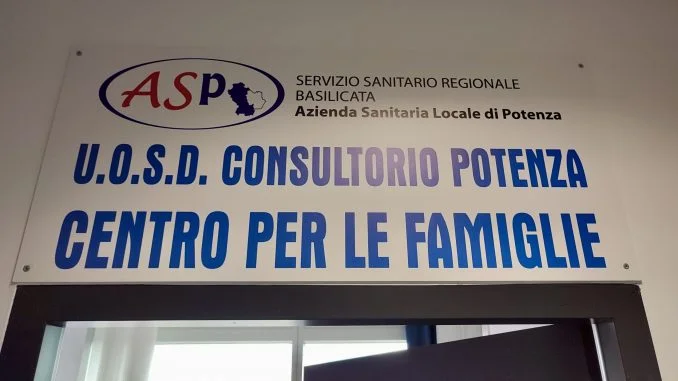 ASP
SERVIZIO SANITARIO REGIONALE
BASILICATA
Azienda Sanitaria Locale di Potenza
U.O.S.D. CONSULTORIO POTENZA
CENTRO PER LE FAMIGLIE